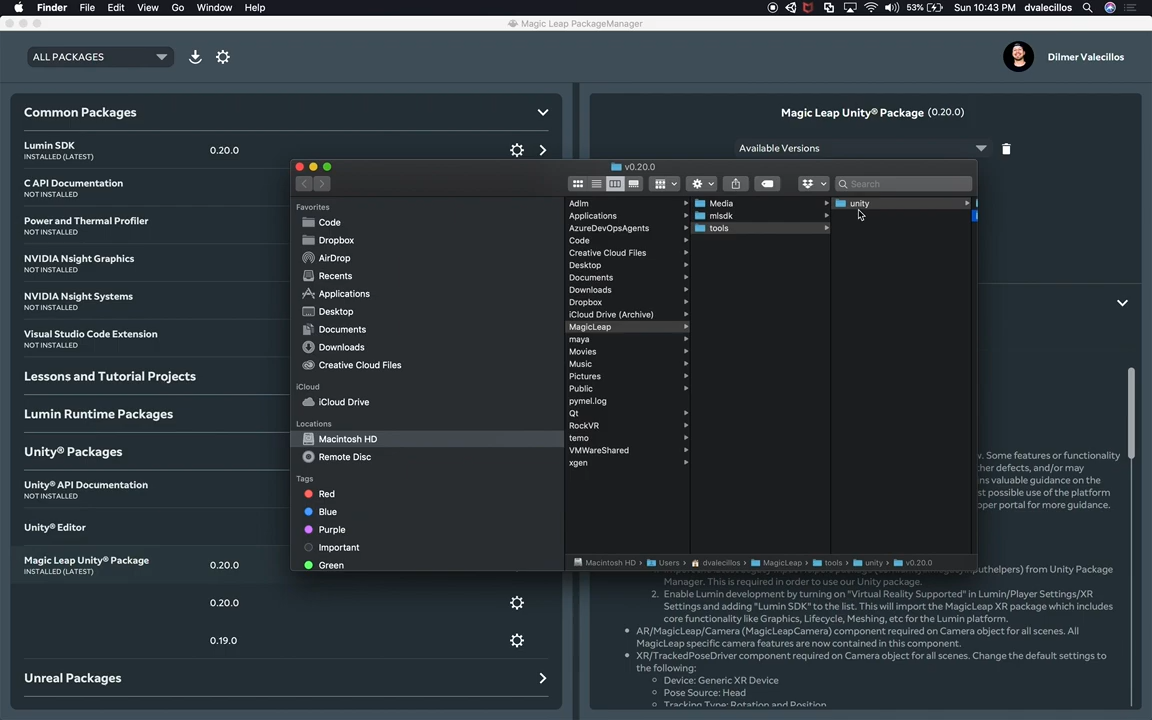 Finder File Edit View Go Window Help
53% Sun 10:43 PM dvalecillos
Magic Leap PackageManager
ALL PACKAGES
Dilmer Valecillos
Common Packages
Lumin SDK
INSTALLED (LATEST)
0.20.0
C API Documentation
NOT INSTALLED
Power and Thermal Profiler
NOT INSTALLED
NVIDIA Nsight Graphics
NOT INSTALLED
NVIDIA Nsight Systems
NOT INSTALLED
Visual Studio Code Extension
NOT INSTALLED
Lessons and Tutorial Projects
Lumin Runtime Packages
Unity® Packages
Unity® API Documentation
NOT INSTALLED
Unity® Editor
Magic Leap Unity® Package
INSTALLED (LATEST)
0.20.0
0.20.0
0.19.0
Unreal Packages
Magic Leap Unity® Package (0.20.0)
Available Versions
v0.20.0
Search
Favorites
Code
Dropbox
AirDrop
Recents
Applications
Desktop
Documents
Downloads
Creative Cloud Files
iCloud
iCloud Drive
Locations
Macintosh HD
Remote Disc
Tags
Red
Blue
Purple
Important
Green
Adlm
Applications
AzureDevOpsAgents
Code
Creative Cloud Files
Desktop
Documents
Downloads
Dropbox
iCloud Drive (Archive)
MagicLeap
maya
Movies
Music
Pictures
Public
pymel.log
Qt
RockVR
temo
VMWareShared
xgen
Media
mlsdk
tools
unity
Macintosh HD › Users › dvalecillos › MagicLeap › tools › unity › v0.20.0
w. Some features or functionality
her defects, and/or may
ns valuable guidance on the
st possible use of the platform
oper portal for more guidance.
inputhelpers) from Unity Package
Manager. This is required in order to use our Unity package.
2. Enable Lumin development by turning on "Virtual Reality Supported" in Lumin/Player Settings/XR
Settings and adding "Lumin SDK" to the list. This will import the MagicLeap XR package which includes
core functionality like Graphics, Lifecycle, Meshing, etc for the Lumin platform.
• AR/MagicLeap/Camera (MagicLeapCamera) component required on Camera object for all scenes. All
MagicLeap specific camera features are now contained in this component.
• XR/TrackedPoseDriver component required on Camera object for all scenes. Change the default settings to
the following:
Device: Generic XR Device
Pose Source: Head
Tracking Type: Rotation and Position